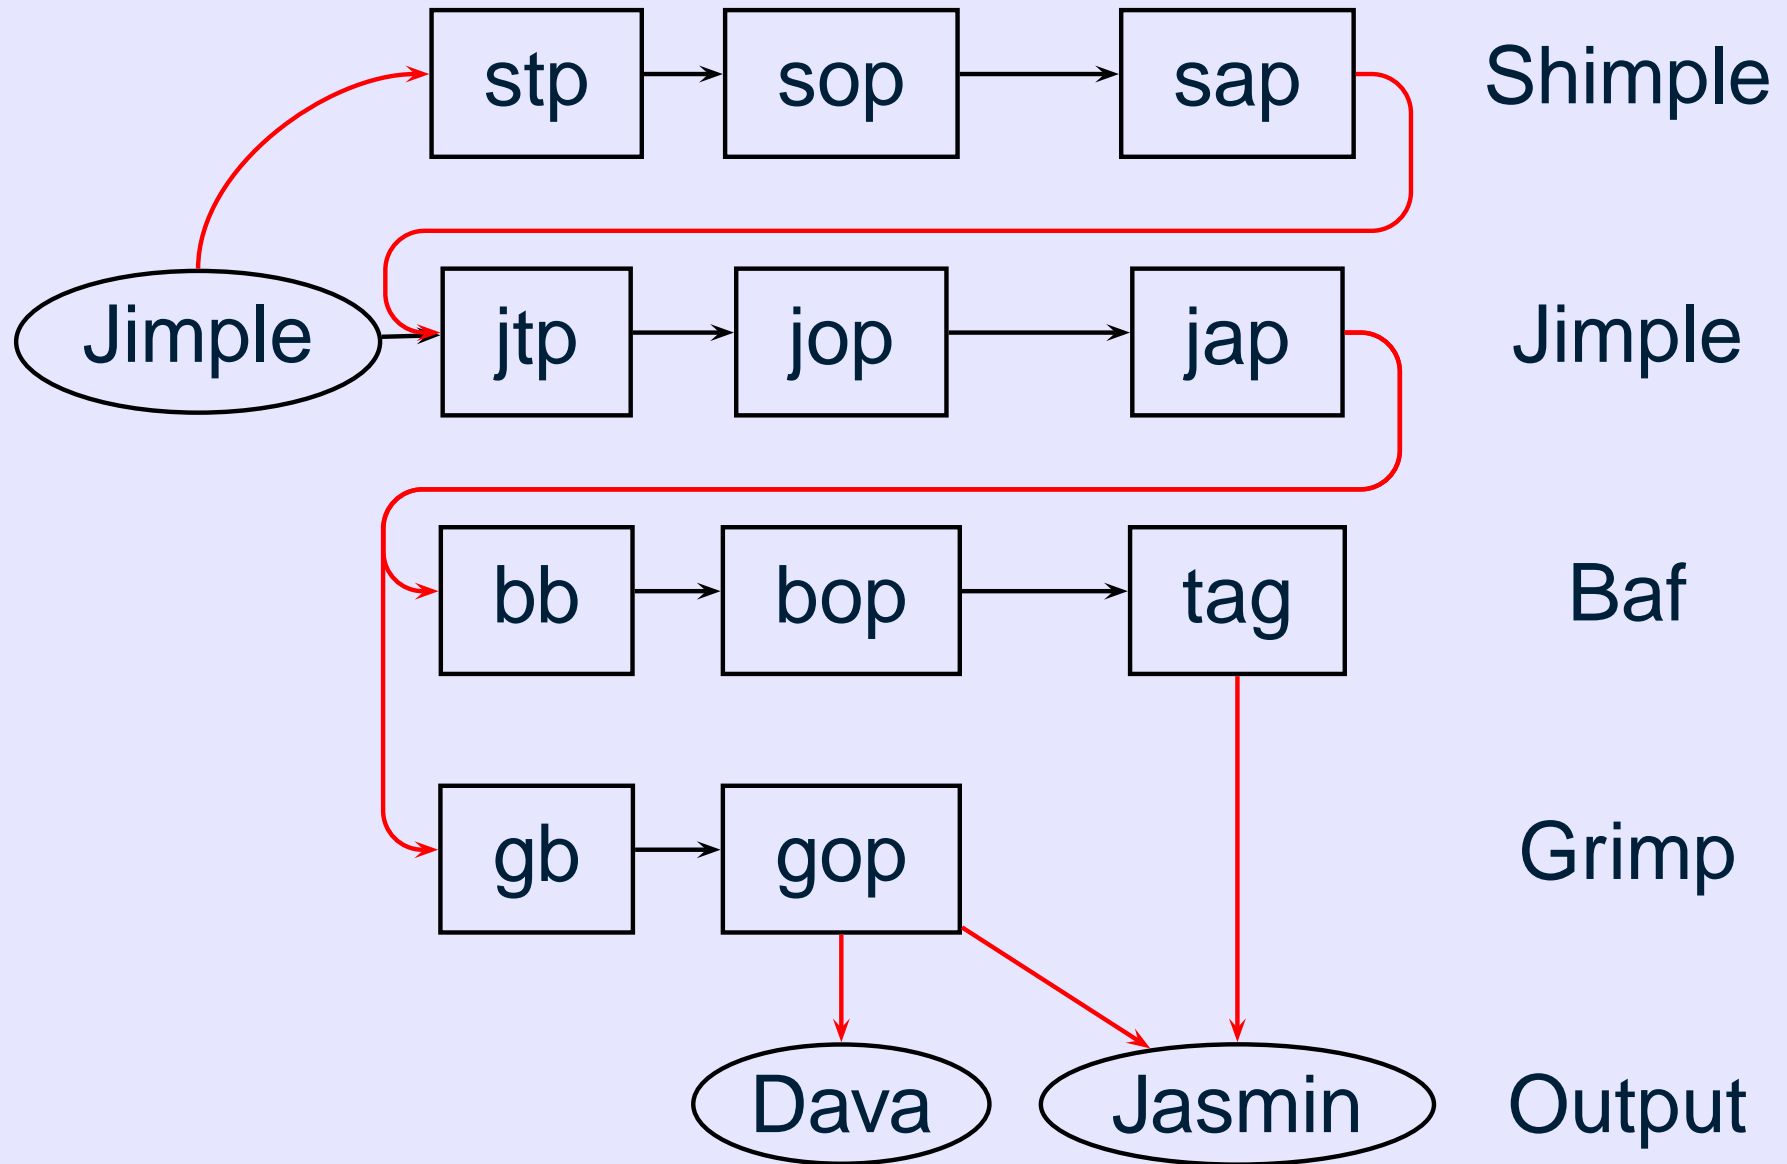 stp sop sap Shimple
Jimple jtp jop jap Jimple
bb bop tag Baf
gb gop Grimp
Dava Jasmin Output